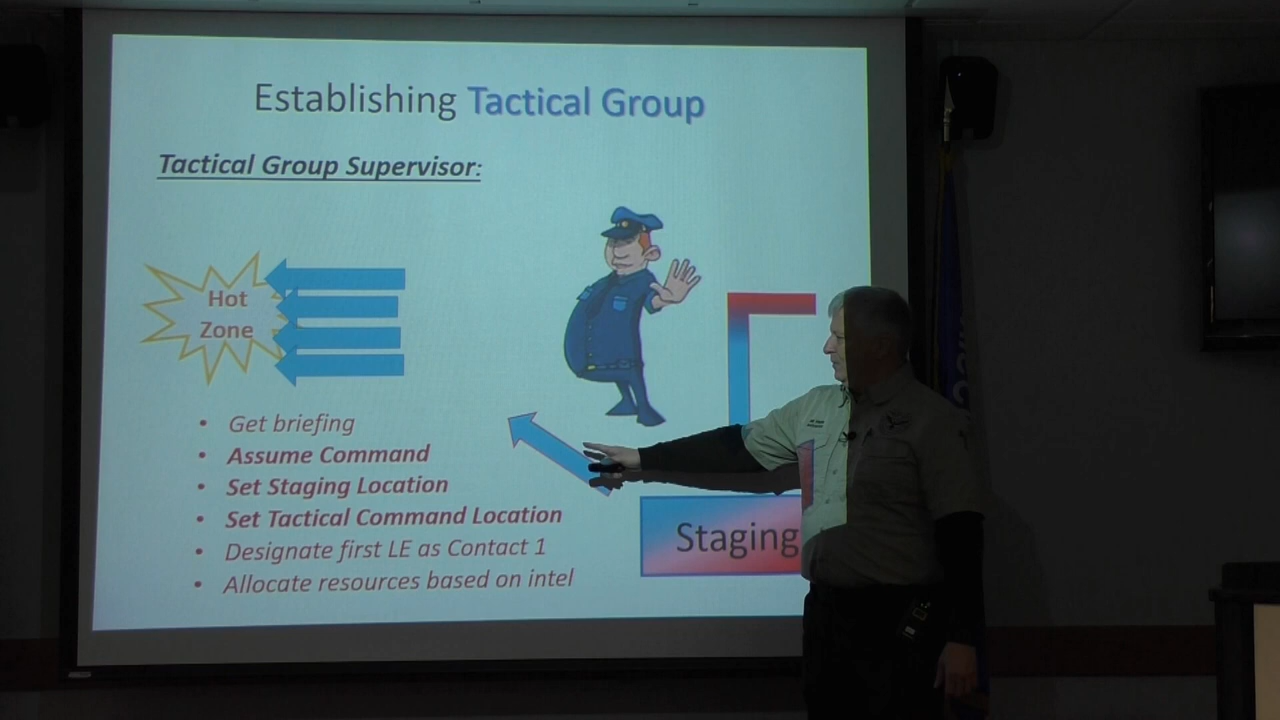 Establishing Tactical Group
Tactical Group Supervisor:
Hot
Zone
• Get briefing
• Assume Command
• Set Staging Location
• Set Tactical Command Location
• Designate first LE as Contact 1
• Allocate resources based on intel
Staging